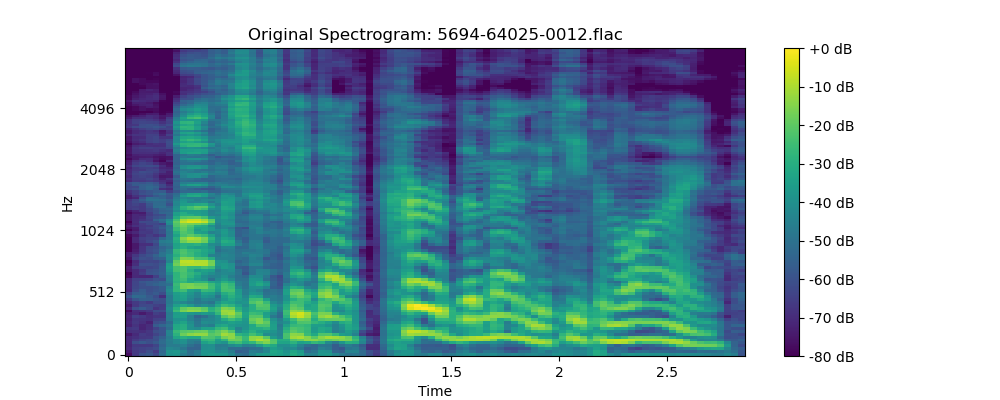 Original Spectrogram: 5694-64025-0012.flac
Hz
4096
2048
1024
512
0
0 0.5 1 1.5 2 2.5
Time
+0 dB
-10 dB
-20 dB
-30 dB
-40 dB
-50 dB
-60 dB
-70 dB
-80 dB